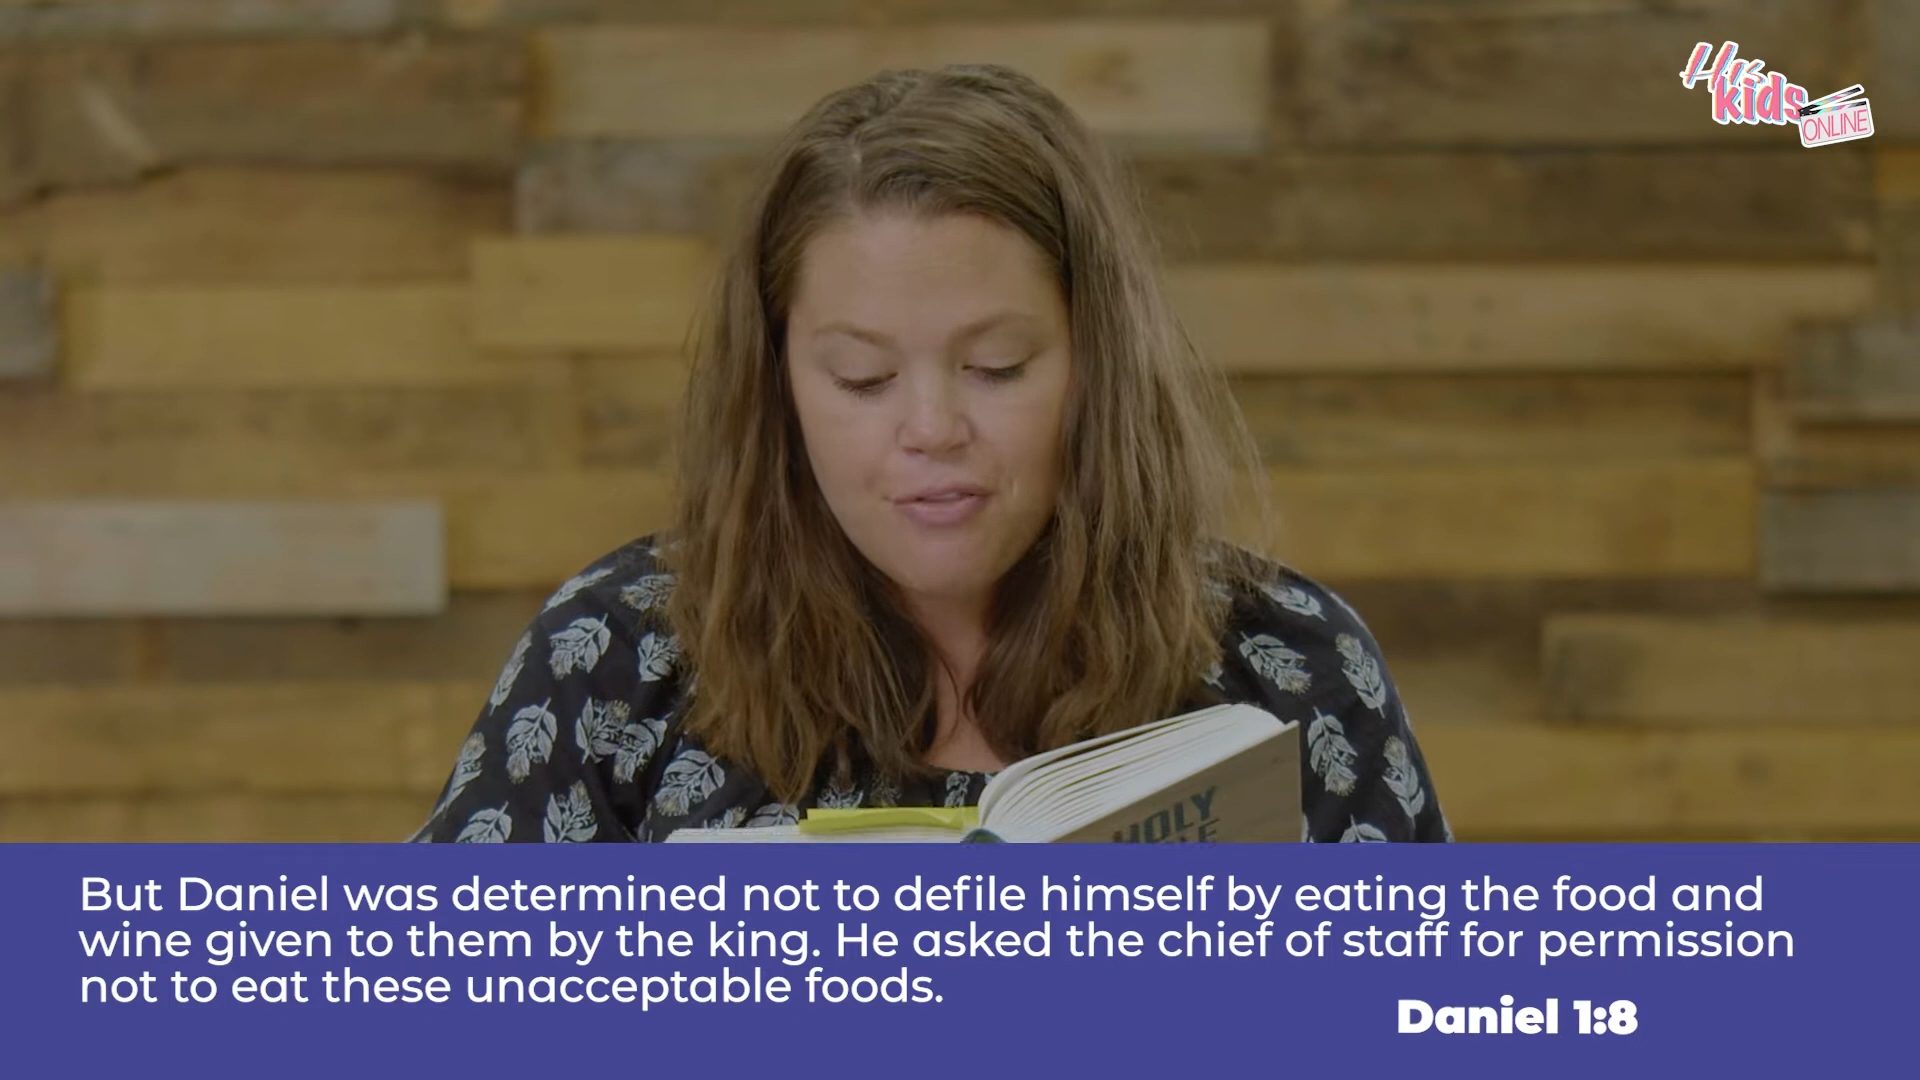 kids
ONLINE
HOLY
But Daniel was determined not to defile himself by eating the food and
wine given to them by the king. He asked the chief of staff for permission
not to eat these unacceptable foods.
Daniel 1:8